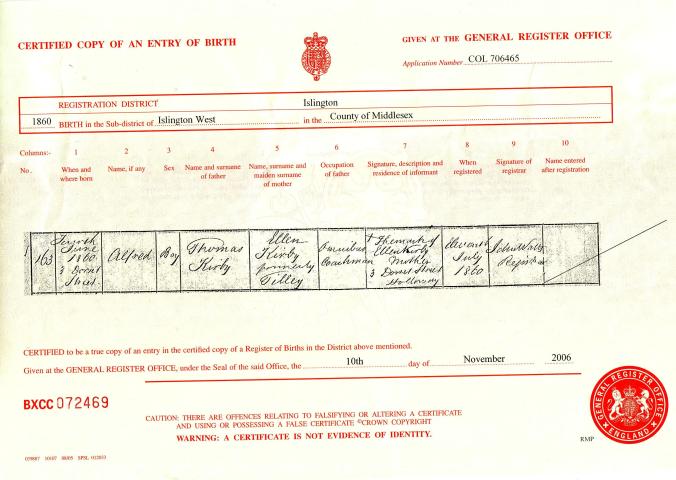 CERTIFIED COPY OF AN ENTRY OF BIRTH
GIVEN AT THE GENERAL REGISTER OFFICE
Application Number COL 706465
REGISTRATION DISTRICT Islington
1860 BIRTH in the Sub-district of Islington West in the County of Middlesex
Columns:- 1 2 3 4 5 6 7 8 9 10
No. When and where born Name, if any Sex Name and surname of father Name, surname and maiden surname of mother Occupation of father Signature, description and residence of informant When registered Signature of registrar Name entered after registration
163
Fourth
June
1860
3 Dorset
Street
Alfred
Boy
Thomas
Kirby
Ellen
Kirby
formerly
Tilley
Omnibus
Coachman
The mark of
Ellen Kirby
Mother
3 Dorset Street
Holloway
Eleventh
July
1860
John
Registrar
CERTIFIED to be a true copy of an entry in the certified copy of a Register of Births in the District above mentioned.
Given at the GENERAL REGISTER OFFICE, under the Seal of the said Office, the 10th day of November 2006
BXCC 072469
CAUTION: THERE ARE OFFENCES RELATING TO FALSIFYING OR ALTERING A CERTIFICATE
AND USING OR POSSESSING A FALSE CERTIFICATE ©CROWN COPYRIGHT
WARNING: A CERTIFICATE IS NOT EVIDENCE OF IDENTITY.
GENERAL REGISTER OFFICE
ENGLAND
RMP